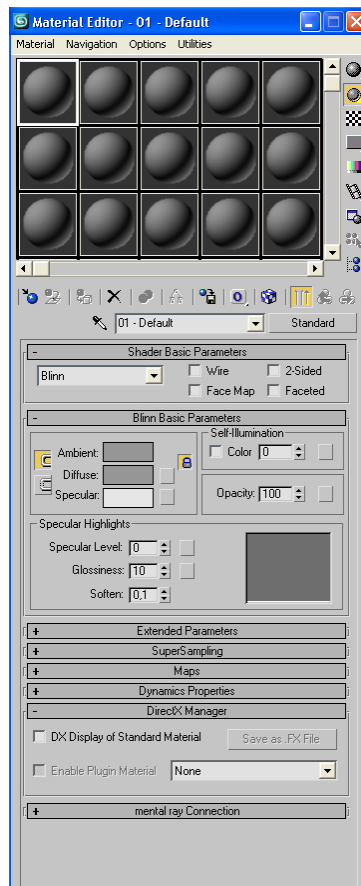 Material Editor - 01 - Default
Material Navigation Options Utilities
01 - Default Standard
- Shader Basic Parameters
Blinn Wire 2-Sided
Face Map Faceted
- Blinn Basic Parameters
Self-Illumination
Ambient: Color 0
Diffuse:
Specular: Opacity: 100
Specular Highlights
Specular Level: 0
Glossiness: 10
Soften: 0,1
+ Extended Parameters
+ SuperSampling
+ Maps
+ Dynamics Properties
- DirectX Manager
DX Display of Standard Material Save as .FX File
Enable Plugin Material None
+ mental ray Connection